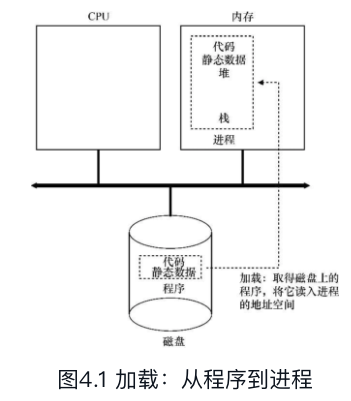 CPU
内存
代码
静态数据
堆
栈
进程
代码
静态数据
程序
加载：取得磁盘上的
程序，将它读入进程
的地址空间
磁盘
图4.1 加载：从程序到进程